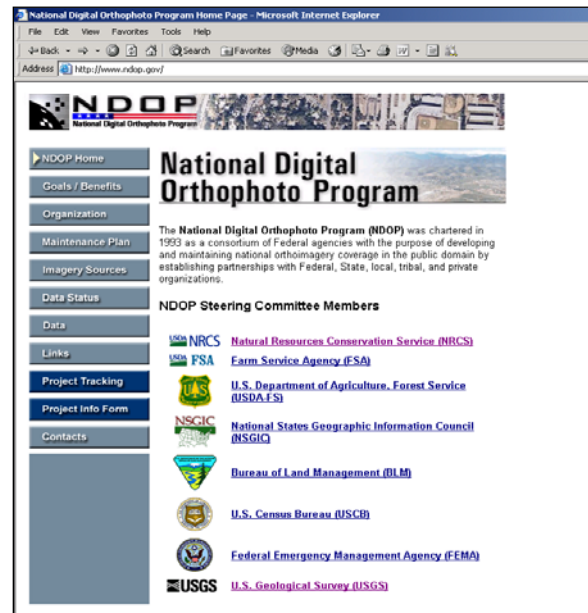 National Digital Orthophoto Program Home Page - Microsoft Internet Explorer
File Edit View Favorites Tools Help
Back Search Favorites Media
Address http://www.ndop.gov/
NDOP
National Digital Orthophoto Program
NDOP Home
Goals / Benefits
Organization
Maintenance Plan
Imagery Sources
Data Status
Data
Links
Project Tracking
Project Info Form
Contacts
National Digital
Orthophoto Program
The National Digital Orthophoto Program (NDOP) was chartered in
1993 as a consortium of Federal agencies with the purpose of developing
and maintaining national orthoimagery coverage in the public domain by
establishing partnerships with Federal, State, local, tribal, and private
organizations.
NDOP Steering Committee Members
USDA NRCS Natural Resources Conservation Service (NRCS)
USDA FSA Farm Service Agency (FSA)
U.S. Department of Agriculture, Forest Service
(USDA-FS)
NSGIC National States Geographic Information Council
(NSGIC)
Bureau of Land Management (BLM)
U.S. Census Bureau (USCB)
Federal Emergency Management Agency (FEMA)
USGS U.S. Geological Survey (USGS)